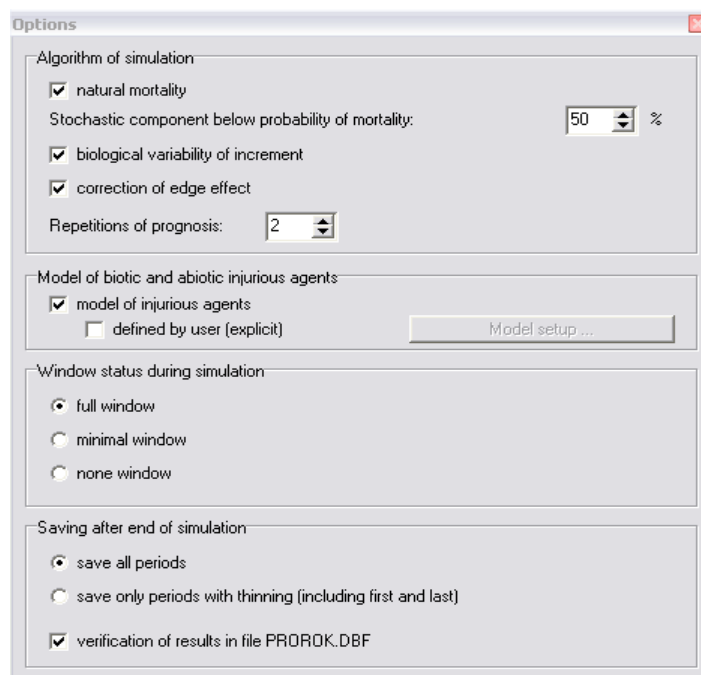 Options
Algorithm of simulation
natural mortality
Stochastic component below probability of mortality: 50 %
biological variability of increment
correction of edge effect
Repetitions of prognosis: 2
Model of biotic and abiotic injurious agents
model of injurious agents
defined by user (explicit) Model setup ...
Window status during simulation
full window
minimal window
none window
Saving after end of simulation
save all periods
save only periods with thinning (including first and last)
verification of results in file PROROK.DBF